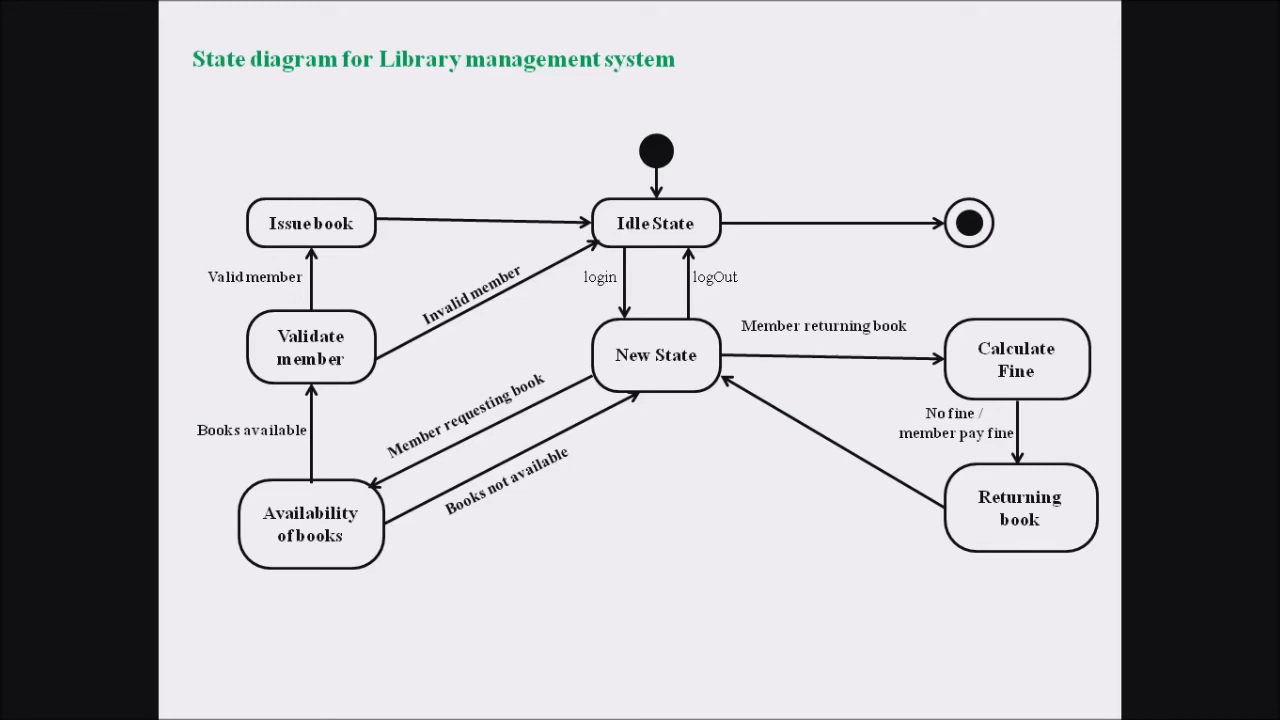 State diagram for Library management system
Issue book
Idle State
Valid member
Invalid member
login
logOut
Validate
member
New State
Member returning book
Calculate
Fine
Books available
Member requesting book
Books not available
No fine /
member pay fine
Availability
of books
Returning
book